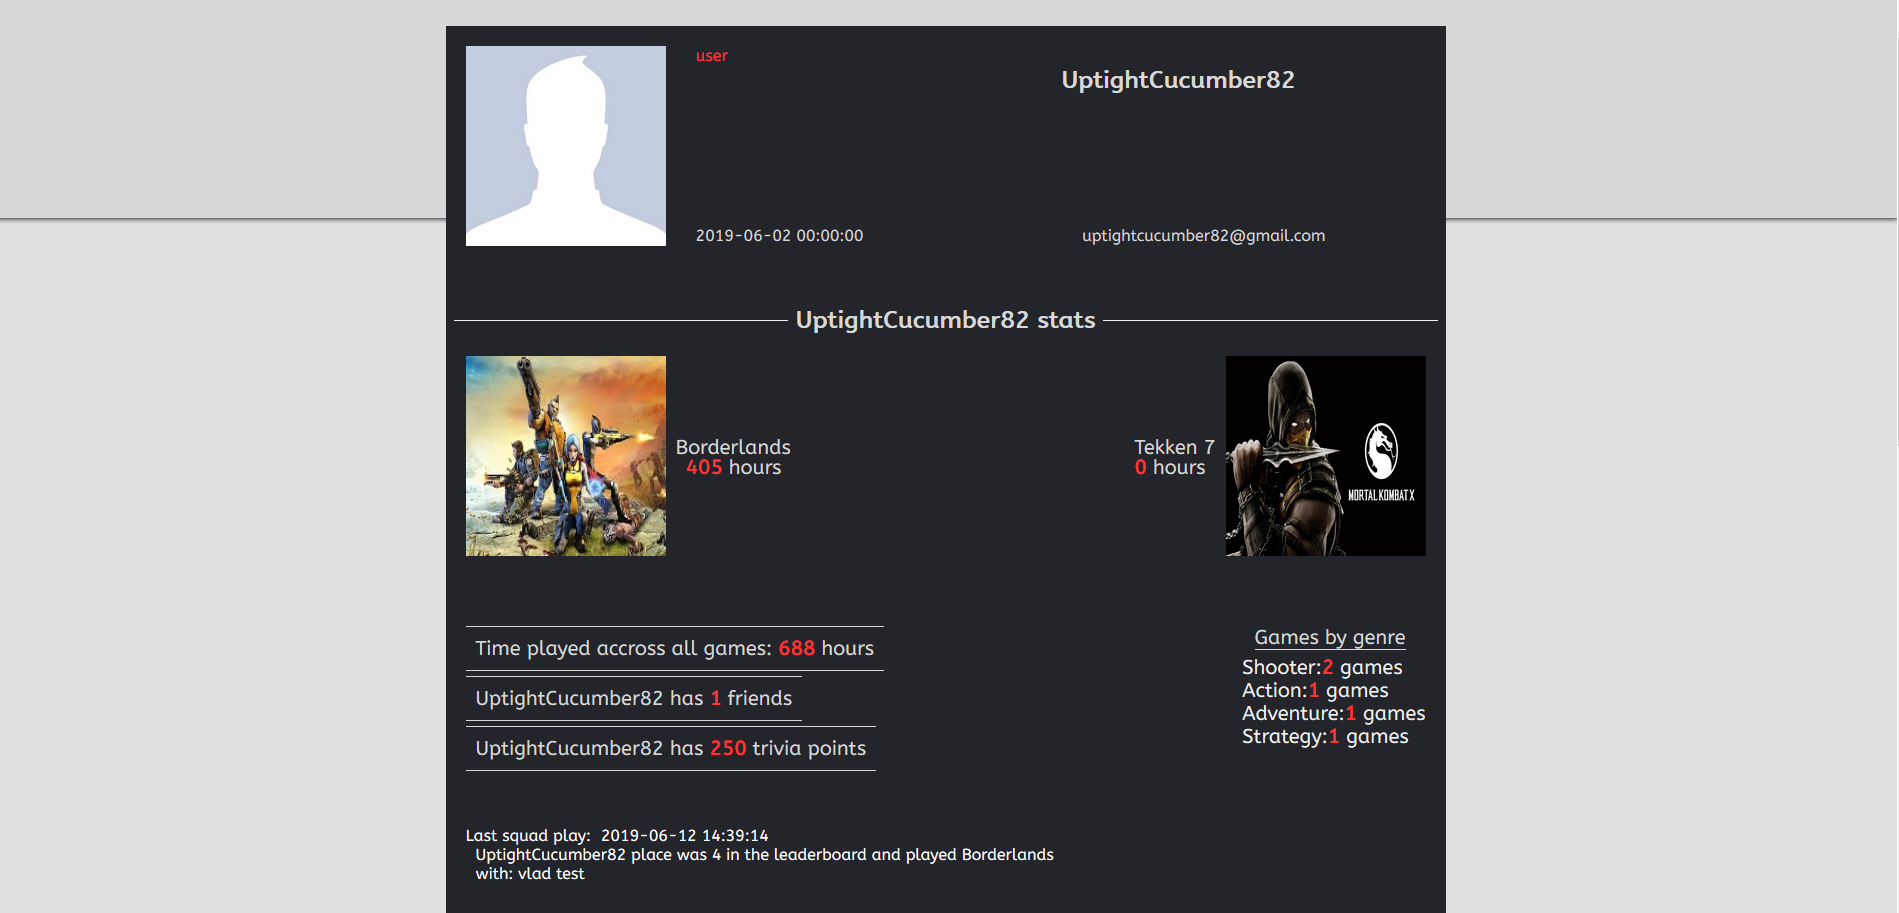 user
UptightCucumber82
2019-06-02 00:00:00
uptightcucumber82@gmail.com
UptightCucumber82 stats
Borderlands
405 hours
Tekken 7
0 hours
MORTAL KOMBAT X
Time played accross all games: 688 hours
UptightCucumber82 has 1 friends
UptightCucumber82 has 250 trivia points
Games by genre
Shooter:2 games
Action:1 games
Adventure:1 games
Strategy:1 games
Last squad play: 2019-06-12 14:39:14
UptightCucumber82 place was 4 in the leaderboard and played Borderlands
with: vlad test